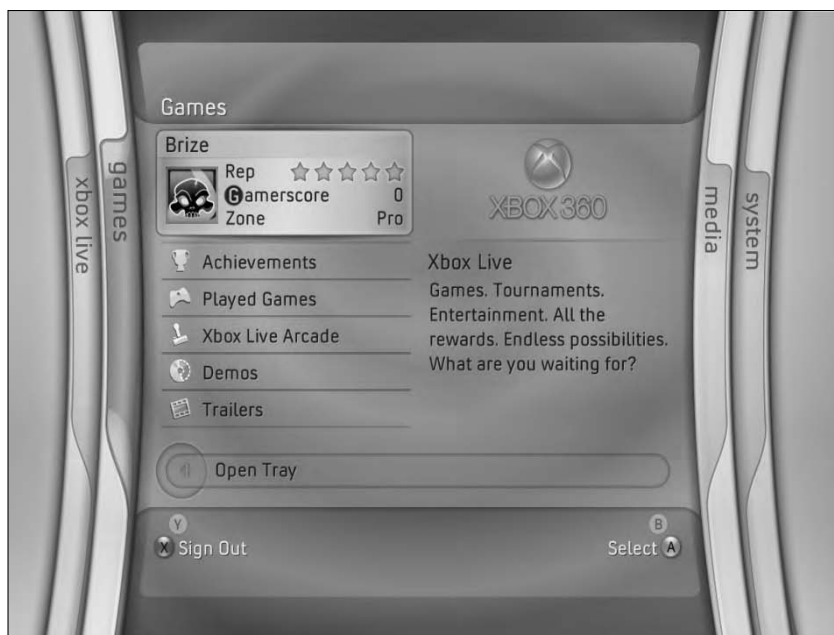 xbox live
games
Games
Brize
Rep
Gamerscore 0
Zone Pro
Achievements
Played Games
Xbox Live Arcade
Demos
Trailers
XBOX 360
Xbox Live
Games. Tournaments.
Entertainment. All the
rewards. Endless possibilities.
What are you waiting for?
Open Tray
Y
X Sign Out
B
Select A
media
system